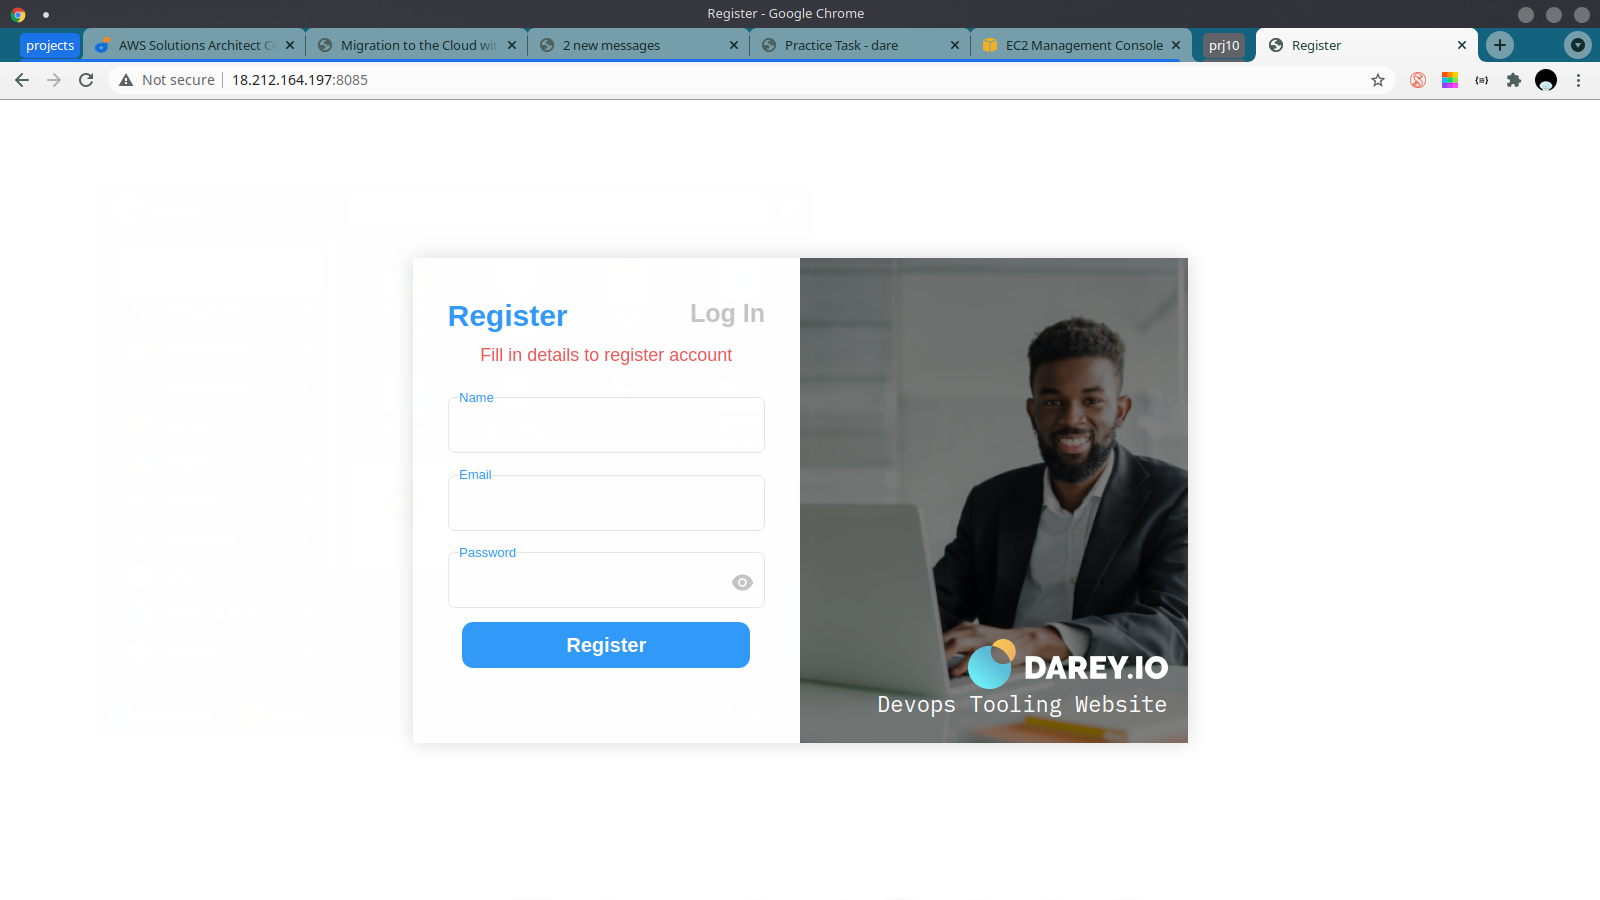 Register - Google Chrome
projects
AWS Solutions Architect Ce
Migration to the Cloud wit
2 new messages
Practice Task - dare
EC2 Management Console
prj10
Register
Not secure
18.212.164.197:8085
Register
Log In
Fill in details to register account
Name
Email
Password
Register
DAREY.IO
Devops Tooling Website